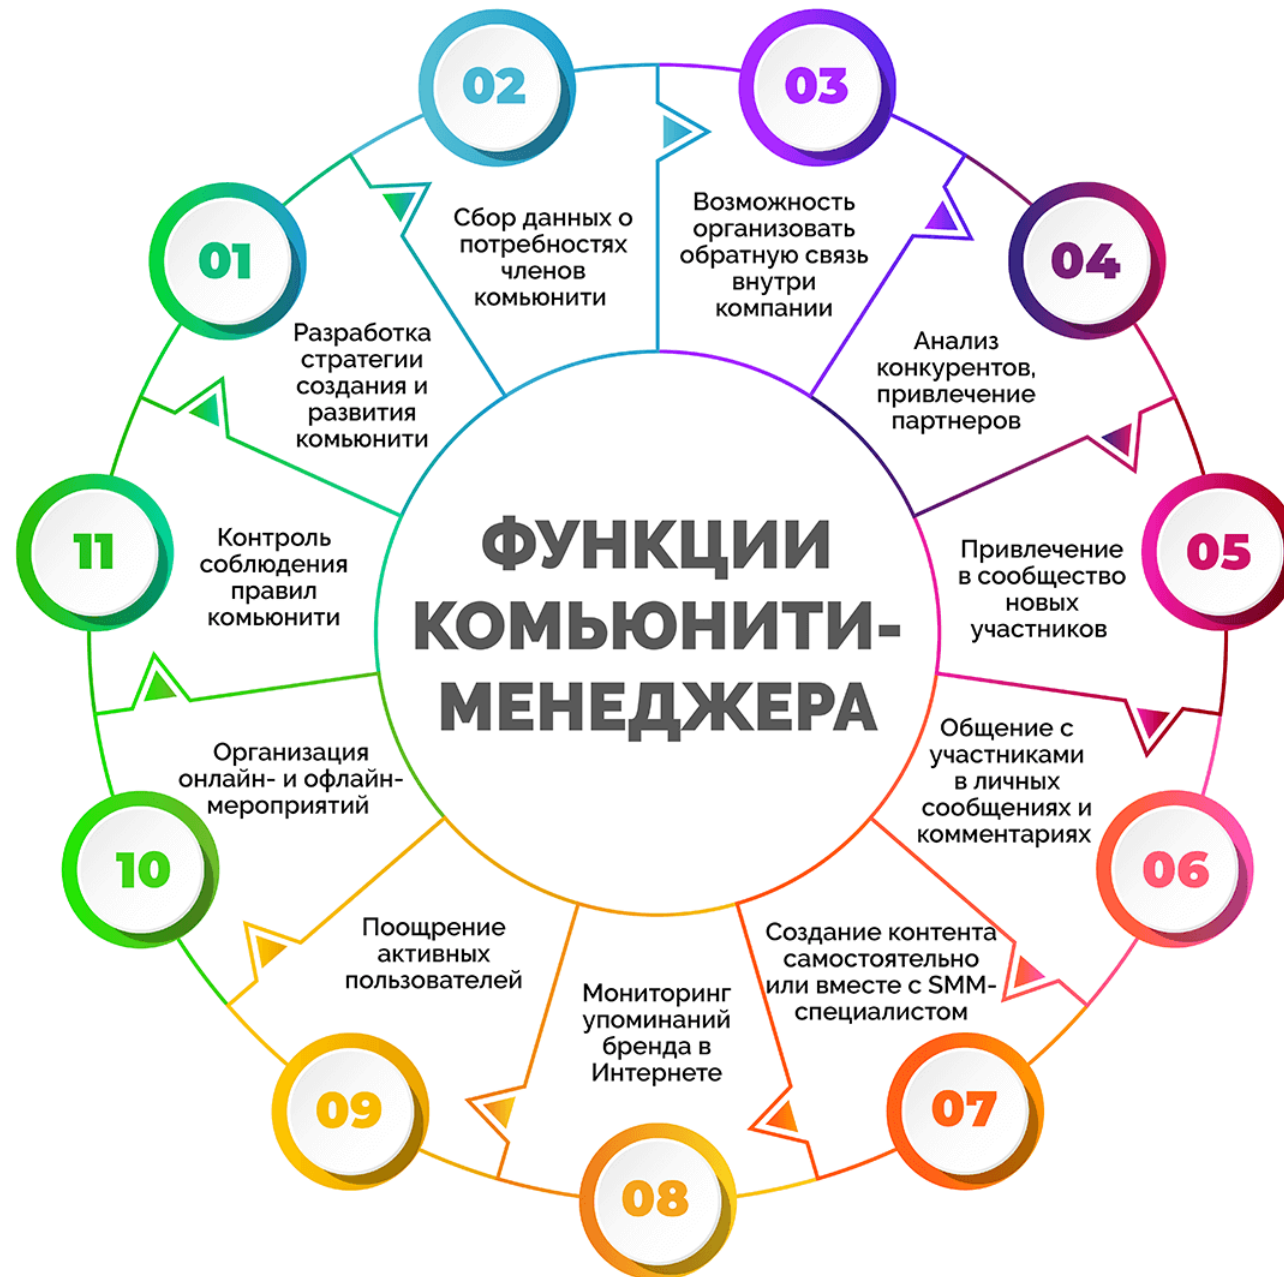 ФУНКЦИИ
КОМЬЮНИТИ-
МЕНЕДЖЕРА
01
Разработка
стратегии
создания и
развития
комьюнити
02
Сбор данных о
потребностях
членов
комьюнити
03
Возможность
организовать
обратную связь
внутри
компании
04
Анализ
конкурентов,
привлечение
партнеров
05
Привлечение
в сообщество
новых
участников
06
Общение с
участниками
в личных
сообщениях и
комментариях
07
Создание контента
самостоятельно
или вместе с SMM-
специалистом
08
Мониторинг
упоминаний
бренда в
Интернете
09
Поощрение
активных
пользователей
10
Организация
онлайн- и офлайн-
мероприятий
11
Контроль
соблюдения
правил
комьюнити